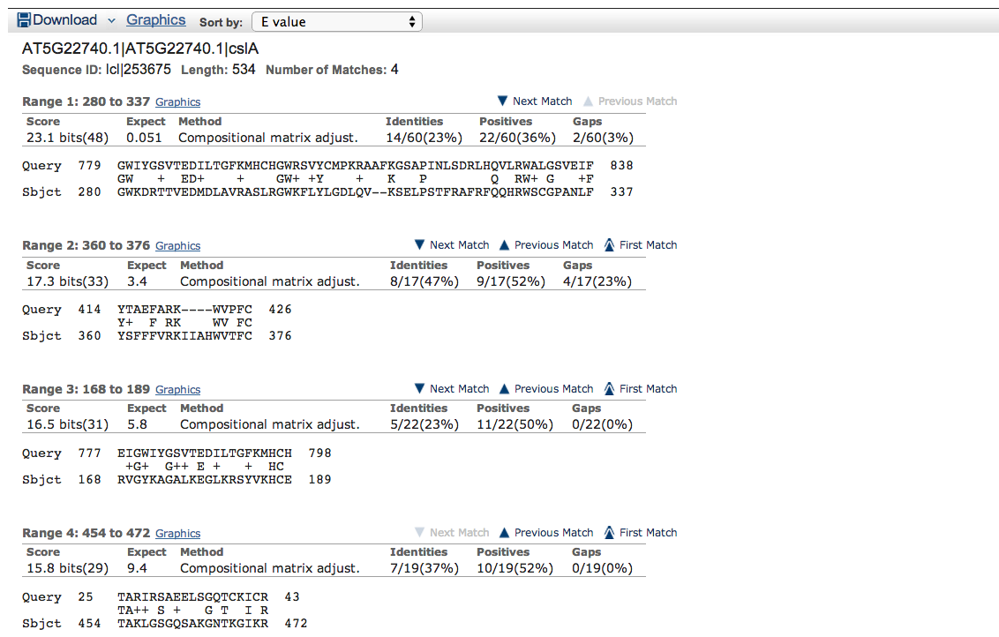 Download Graphics Sort by: E value
AT5G22740.1|AT5G22740.1|cslA
Sequence ID: lcl|253675 Length: 534 Number of Matches: 4
Range 1: 280 to 337 Graphics Next Match Previous Match
Score Expect Method Identities Positives Gaps
23.1 bits(48) 0.051 Compositional matrix adjust. 14/60(23%) 22/60(36%) 2/60(3%)
Query 779 GWIYGSVTEDILTGFKMHCHGWRSVYCMPKRAAFKGSAPINLSDRLHQVLRWALGSVEIF 838
GW + ED+ + GW+ +Y + K P Q RW+ G +F
Sbjct 280 GWKDRTTVEDMDLAVRASLRGWKFLYLGDLQV--KSELPSTFRAFRFQQHRWSCGPANLF 337
Range 2: 360 to 376 Graphics Next Match Previous Match First Match
Score Expect Method Identities Positives Gaps
17.3 bits(33) 3.4 Compositional matrix adjust. 8/17(47%) 9/17(52%) 4/17(23%)
Query 414 YTAEFARK----WVPFC 426
Y+ F RK WV FC
Sbjct 360 YSFFFVRKIIAHWVTFC 376
Range 3: 168 to 189 Graphics Next Match Previous Match First Match
Score Expect Method Identities Positives Gaps
16.5 bits(31) 5.8 Compositional matrix adjust. 5/22(23%) 11/22(50%) 0/22(0%)
Query 777 EIGWIYGSVTEDILTGFKMHCH 798
+G+ G++ E + + HC
Sbjct 168 RVGYKAGALKEGLKRSYVKHCE 189
Range 4: 454 to 472 Graphics Next Match Previous Match First Match
Score Expect Method Identities Positives Gaps
15.8 bits(29) 9.4 Compositional matrix adjust. 7/19(37%) 10/19(52%) 0/19(0%)
Query 25 TARIRSAEELSGQTCKICR 43
TA++ S + G T I R
Sbjct 454 TAKLGSGQSAKGNTKGIKR 472